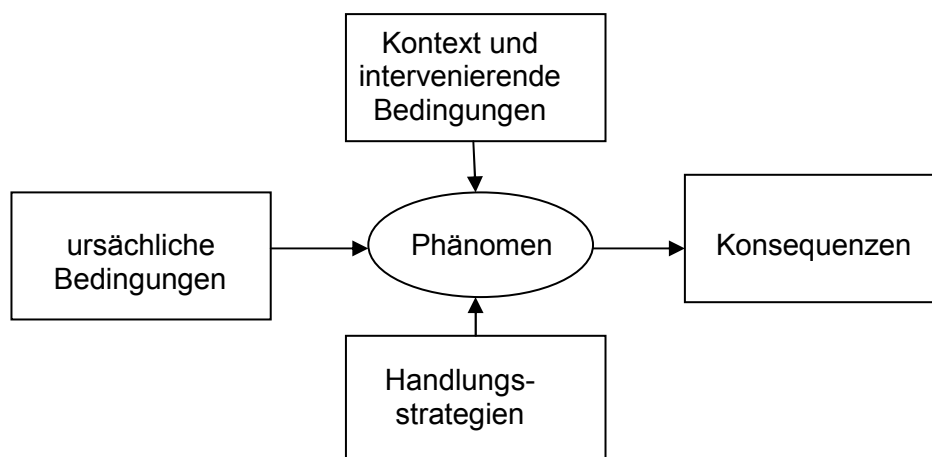 Kontext und
intervenierende
Bedingungen
ursächliche
Bedingungen
Phänomen
Konsequenzen
Handlungs-
strategien